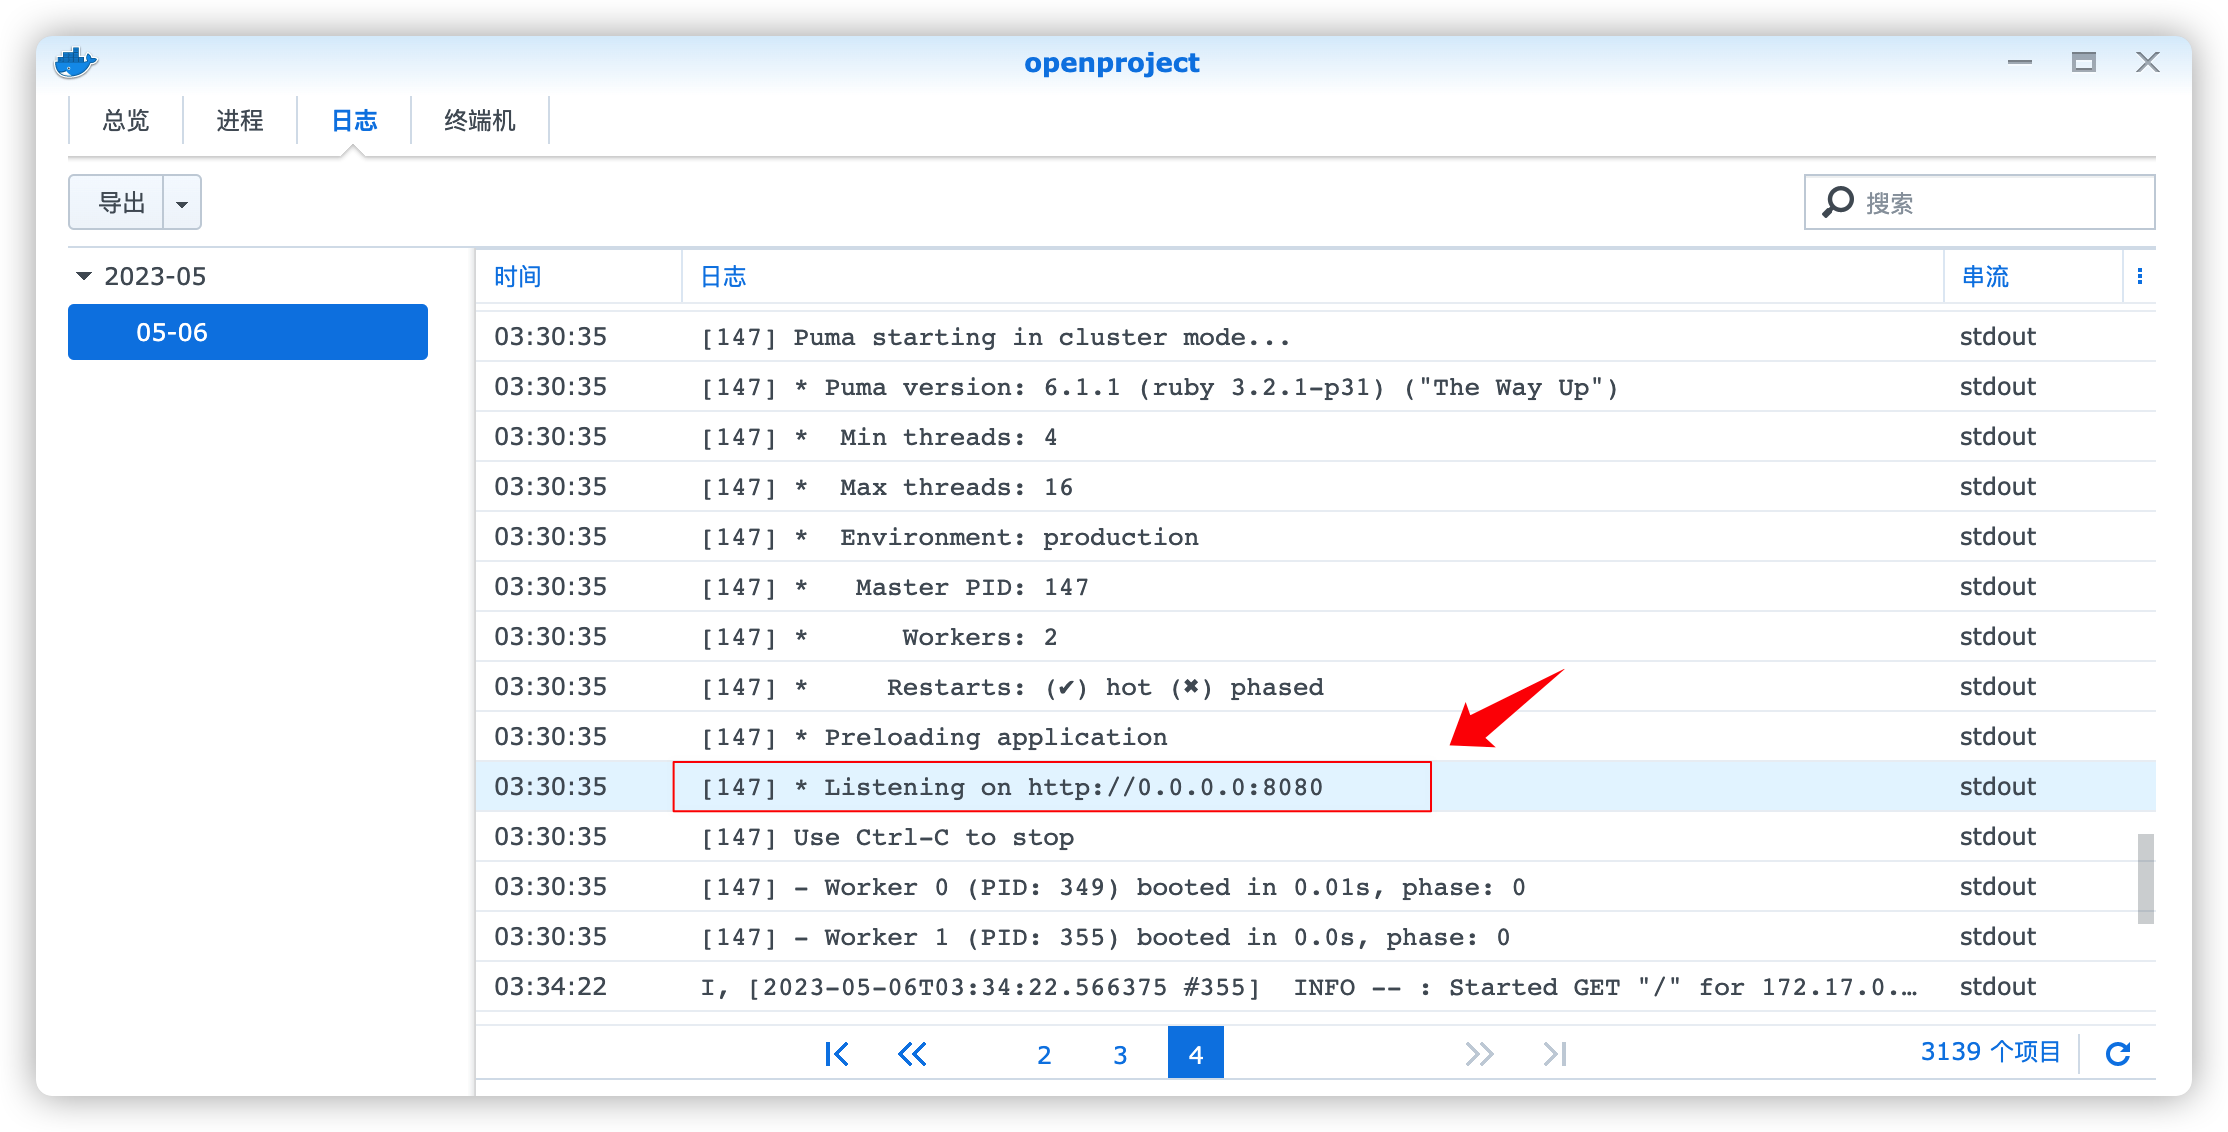 openproject
总览 进程 日志 终端机
导出 搜索
2023-05
05-06
时间 日志 串流
03:30:35 [147] Puma starting in cluster mode... stdout
03:30:35 [147] * Puma version: 6.1.1 (ruby 3.2.1-p31) ("The Way Up") stdout
03:30:35 [147] *  Min threads: 4 stdout
03:30:35 [147] *  Max threads: 16 stdout
03:30:35 [147] *  Environment: production stdout
03:30:35 [147] *   Master PID: 147 stdout
03:30:35 [147] *      Workers: 2 stdout
03:30:35 [147] *     Restarts: (✔) hot (✖) phased stdout
03:30:35 [147] * Preloading application stdout
03:30:35 [147] * Listening on http://0.0.0.0:8080 stdout
03:30:35 [147] Use Ctrl-C to stop stdout
03:30:35 [147] - Worker 0 (PID: 349) booted in 0.01s, phase: 0 stdout
03:30:35 [147] - Worker 1 (PID: 355) booted in 0.0s, phase: 0 stdout
03:34:22 I, [2023-05-06T03:34:22.566375 #355]  INFO -- : Started GET "/" for 172.17.0.… stdout
2 3 4 3139 个项目